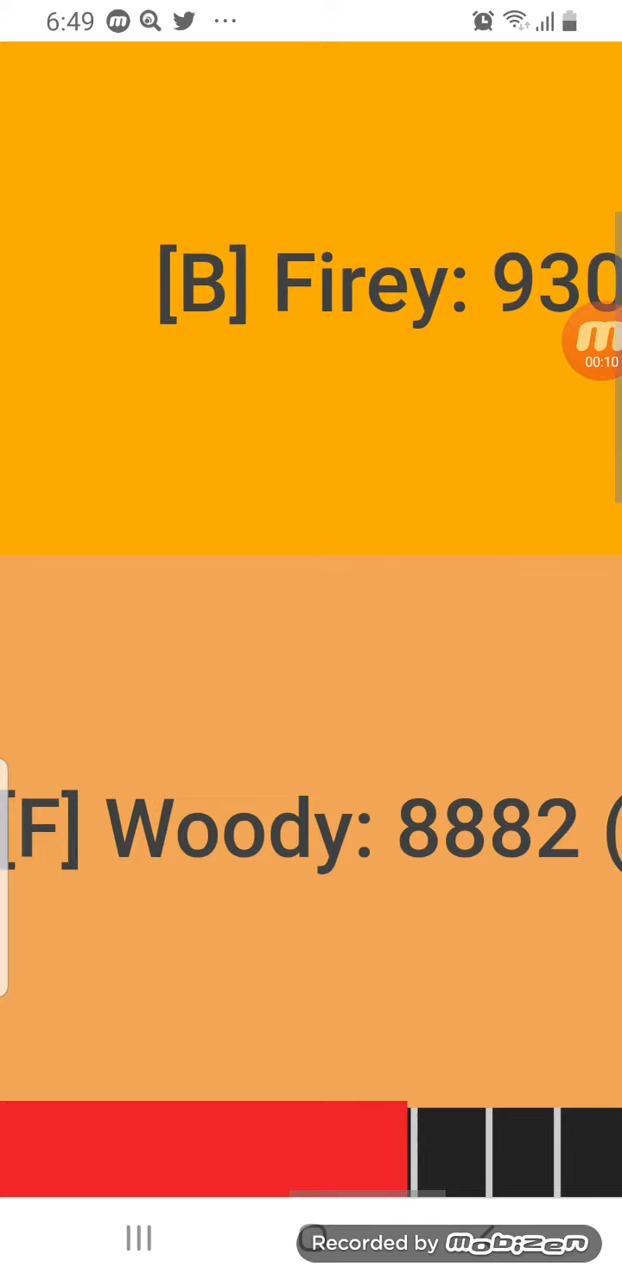 6:49
[B] Firey: 930
00:10
[F] Woody: 8882 (
Recorded by mobizen